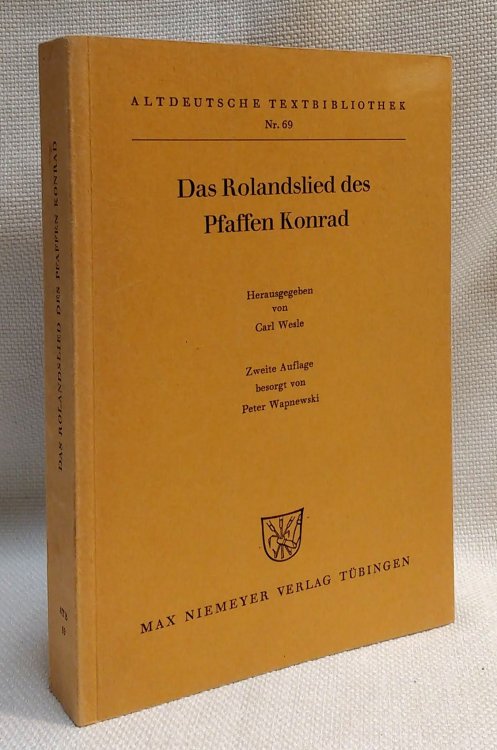 ALTDEUTSCHE TEXTBIBLIOTHEK
Nr. 69
Das Rolandslied des
Pfaffen Konrad
Herausgegeben
von
Carl Wesle
Zweite Auflage
besorgt von
Peter Wapnewski
MAX NIEMEYER VERLAG TÜBINGEN
DAS ROLANDSLIED DES PFAFFEN KONRAD